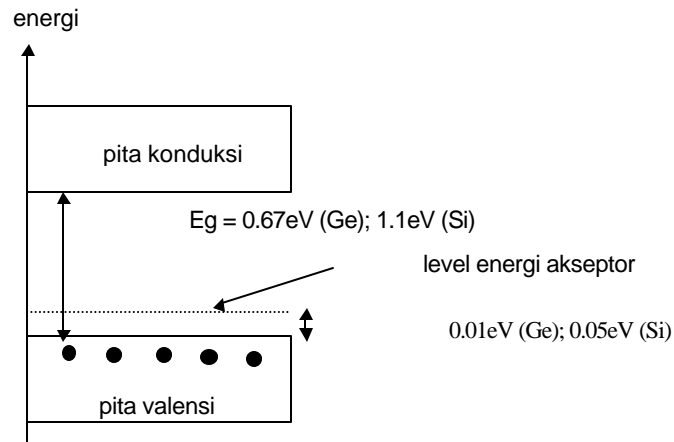 energi
pita konduksi
Eg = 0.67eV (Ge); 1.1eV (Si)
level energi akseptor
0.01eV (Ge); 0.05eV (Si)
pita valensi